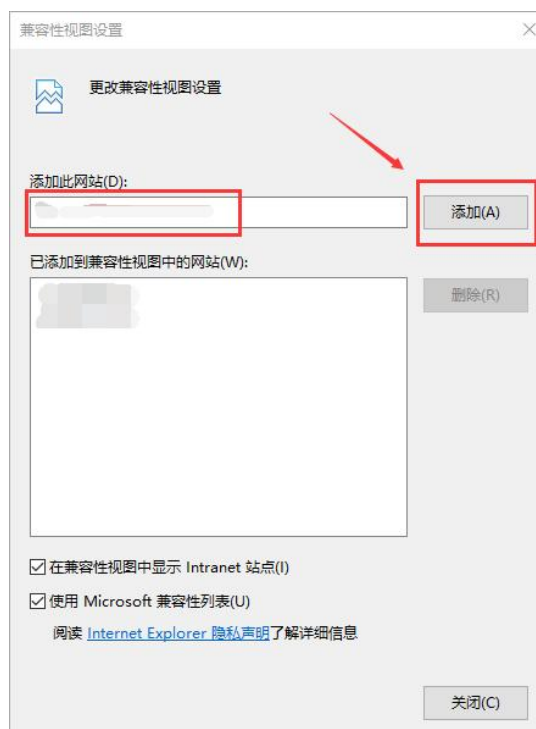 兼容性视图设置
更改兼容性视图设置
添加此网站(D):
添加(A)
已添加到兼容性视图中的网站(W):
删除(R)
在兼容性视图中显示 Intranet 站点(I)
使用 Microsoft 兼容性列表(U)
阅读 Internet Explorer 隐私声明了解详细信息
关闭(C)